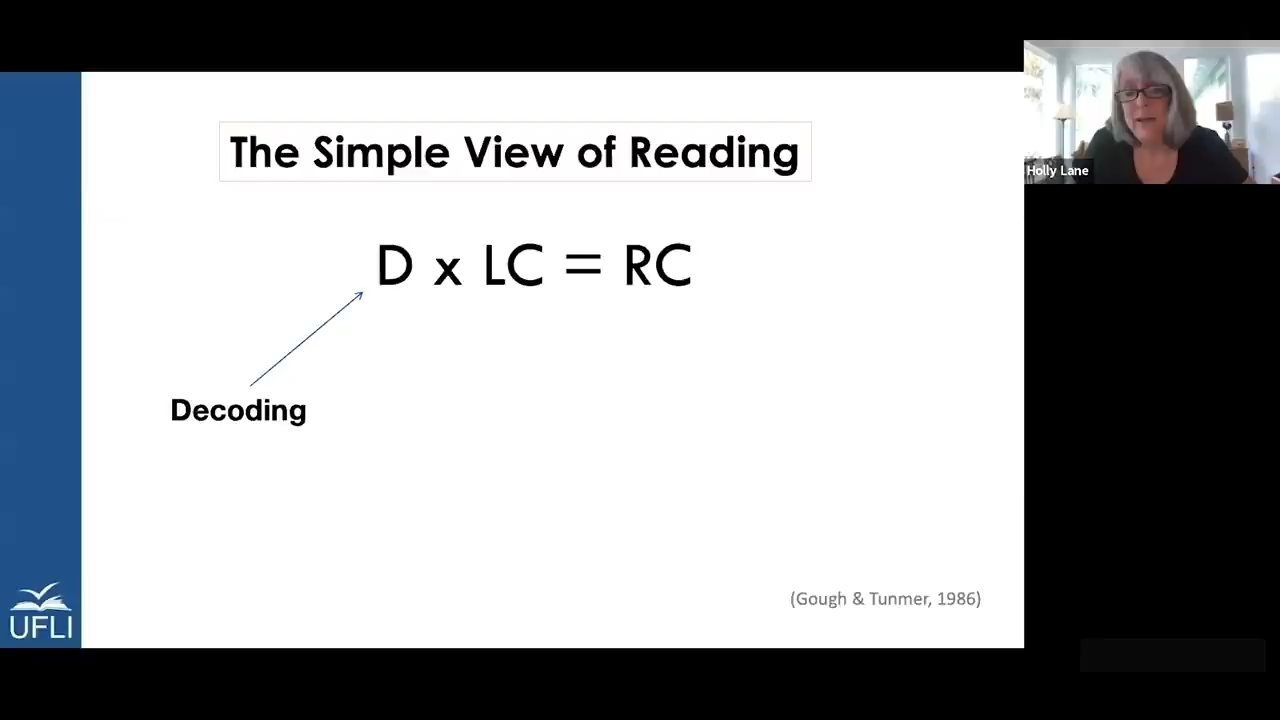 The Simple View of Reading
Holly Lane
D x LC = RC
Decoding
(Gough & Tunmer, 1986)
UFLI